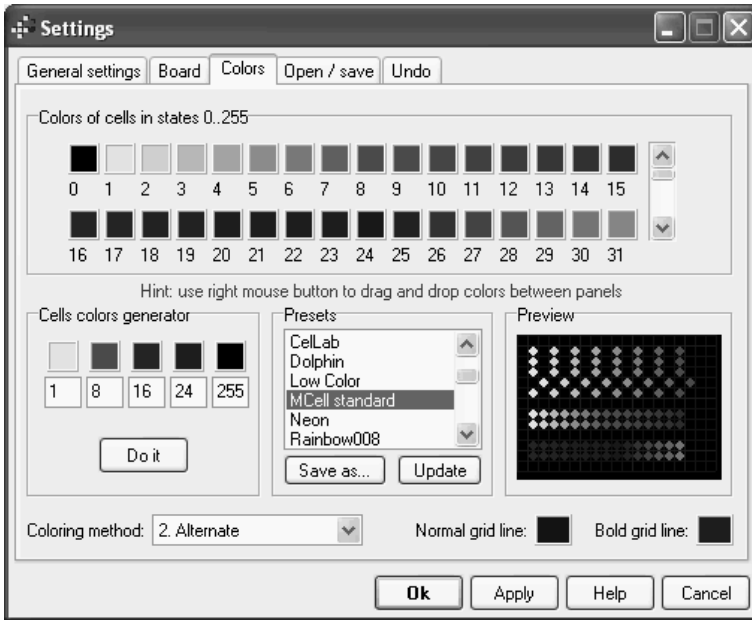 Settings
General settings Board Colors Open / save Undo
Colors of cells in states 0..255
0 1 2 3 4 5 6 7 8 9 10 11 12 13 14 15
16 17 18 19 20 21 22 23 24 25 26 27 28 29 30 31
Hint: use right mouse button to drag and drop colors between panels
Cells colors generator Presets Preview
CelLab
Dolphin
Low Color
1 8 16 24 255 MCell standard
Neon
Rainbow008
Do it
Save as... Update
Coloring method: 2. Alternate Normal grid line: Bold grid line:
Ok Apply Help Cancel